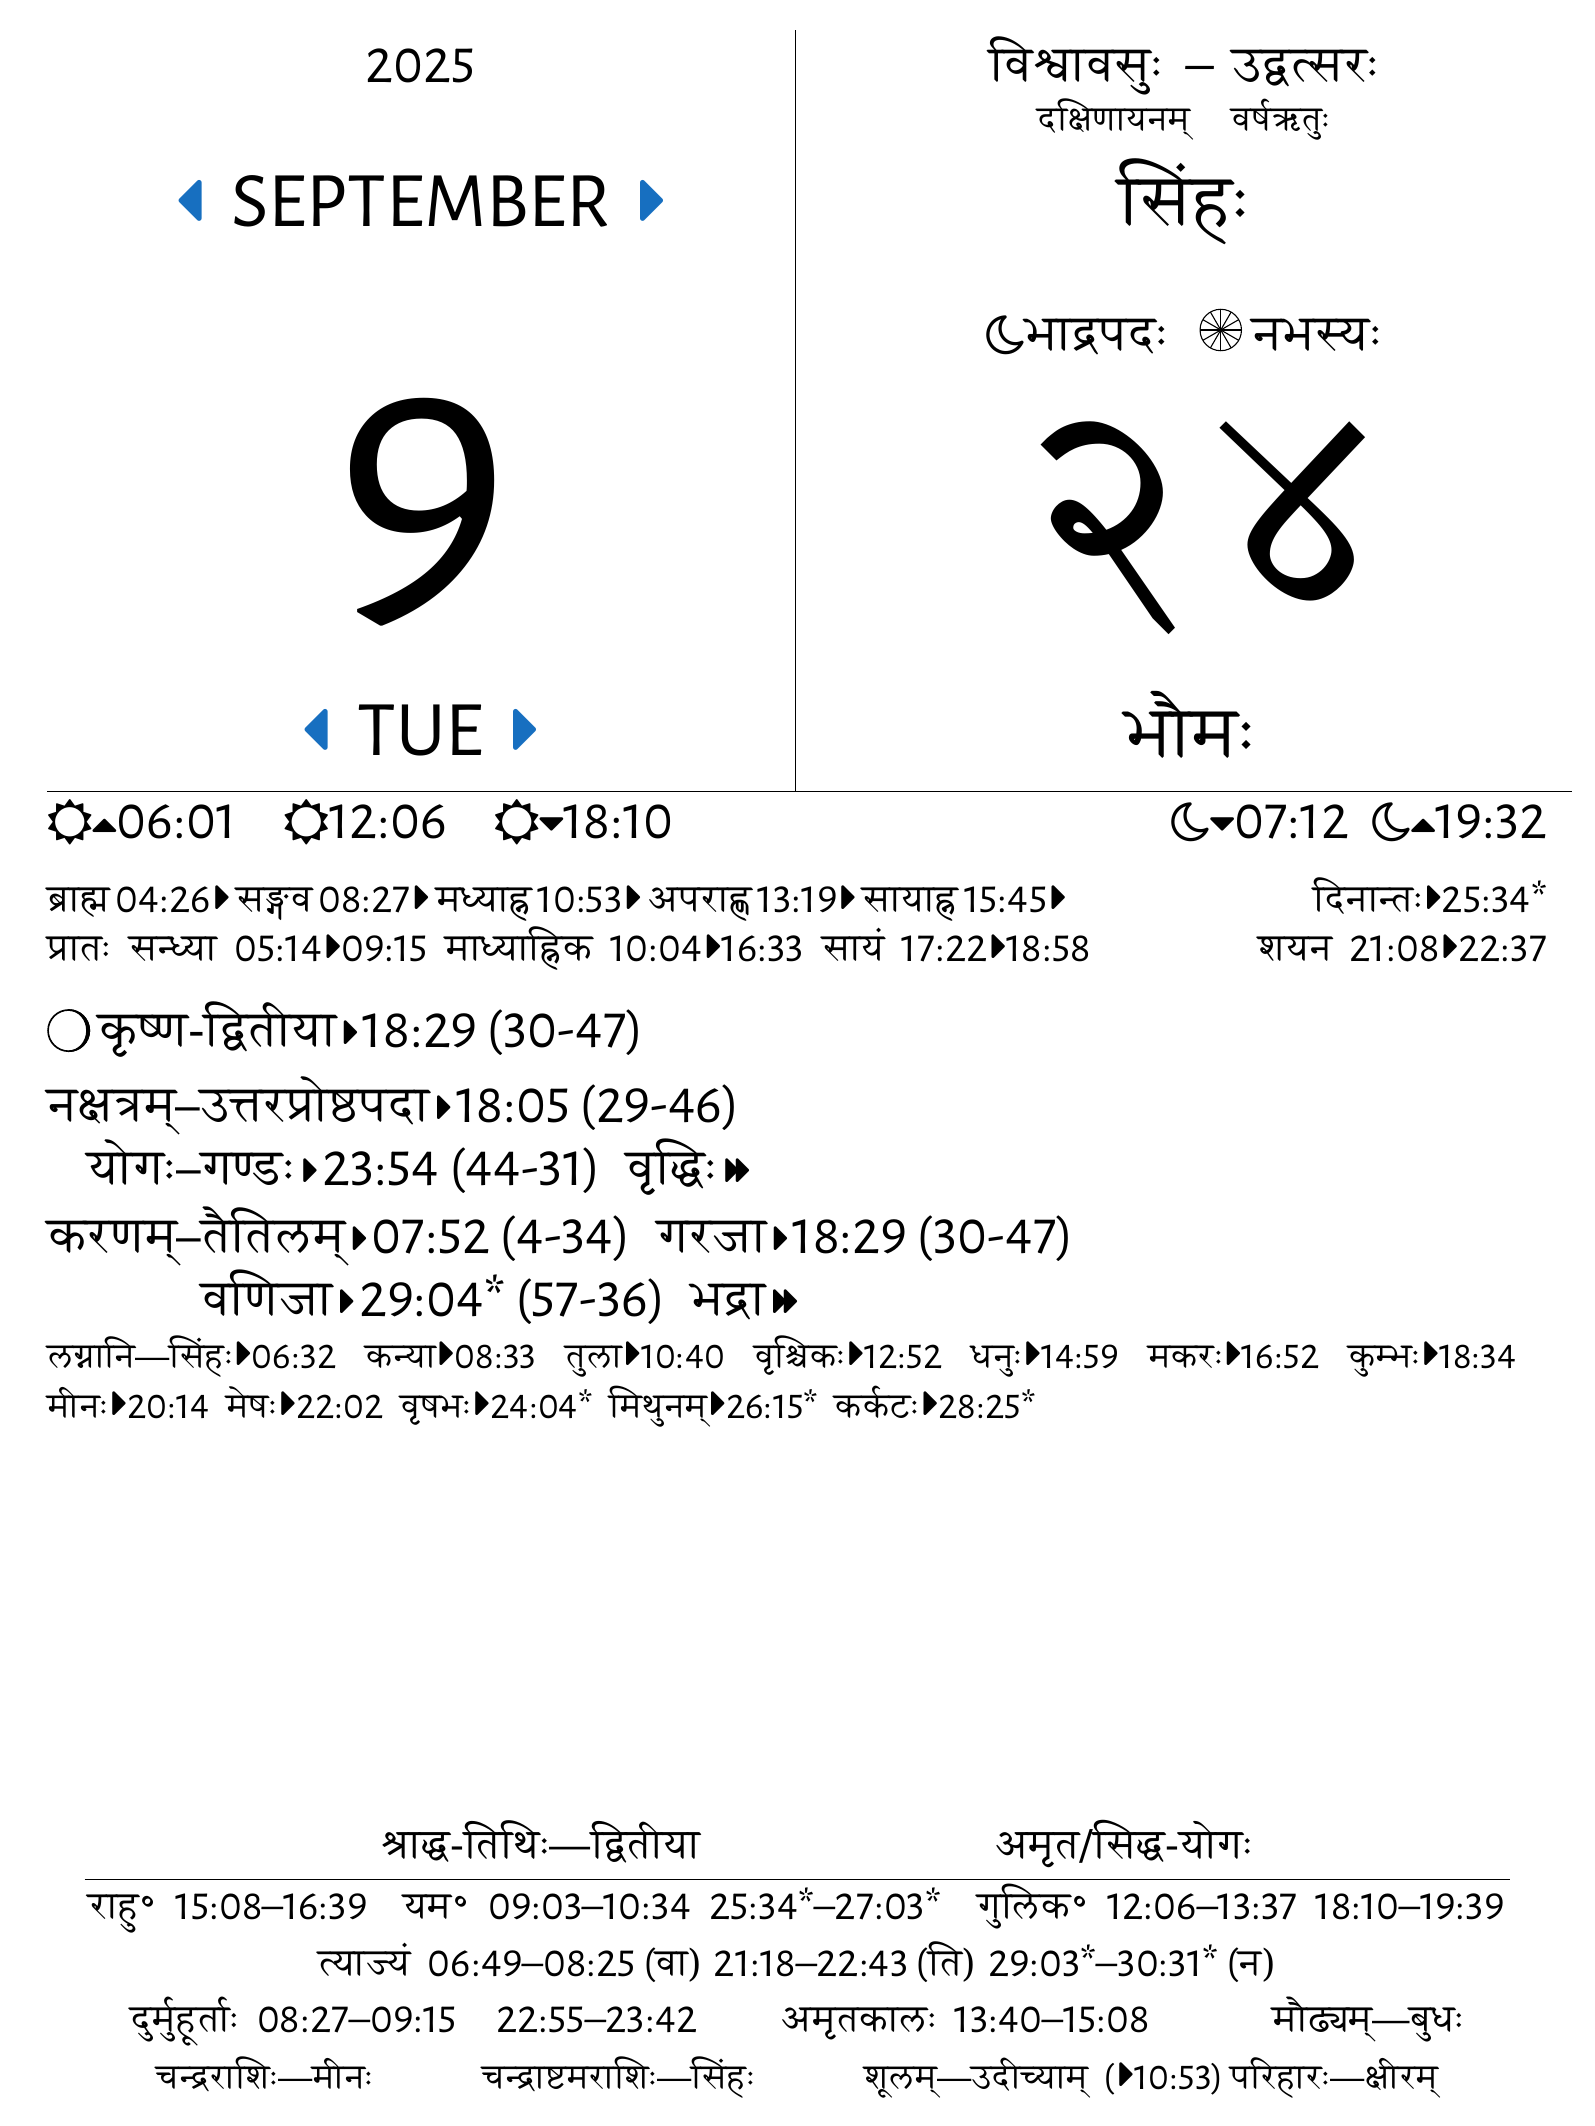 2025
SEPTEMBER
9
TUE
विश्वावसुः – उद्वत्सरः
दक्षिणायनम् वर्षऋतुः
सिंहः
भाद्रपदः नभस्यः
२४
भौमः
06:01 12:06 18:10 07:12 19:32
ब्राह्म 04:26 सङ्गव 08:27 मध्याह्न 10:53 अपराह्ण 13:19 सायाह्न 15:45 दिनान्तः 25:34*
प्रातः सन्ध्या 05:14 09:15 माध्याह्निक 10:04 16:33 सायं 17:22 18:58 शयन 21:08 22:37
कृष्ण-द्वितीया 18:29 (30-47)
नक्षत्रम्–उत्तरप्रोष्ठपदा 18:05 (29-46)
योगः–गण्डः 23:54 (44-31) वृद्धिः
करणम्–तैतिलम् 07:52 (4-34) गरजा 18:29 (30-47)
वणिजा 29:04* (57-36) भद्रा
लग्नानि—सिंहः 06:32 कन्या 08:33 तुला 10:40 वृश्चिकः 12:52 धनुः 14:59 मकरः 16:52 कुम्भः 18:34
मीनः 20:14 मेषः 22:02 वृषभः 24:04* मिथुनम् 26:15* कर्कटः 28:25*
श्राद्ध-तिथिः—द्वितीया अमृत/सिद्ध-योगः
राहु॰ 15:08–16:39 यम॰ 09:03–10:34 25:34*–27:03* गुलिक॰ 12:06–13:37 18:10–19:39
त्याज्यं 06:49–08:25 (वा) 21:18–22:43 (ति) 29:03*–30:31* (न)
दुर्मुहूर्ताः 08:27–09:15 22:55–23:42 अमृतकालः 13:40–15:08 मौढ्यम्—बुधः
चन्द्रराशिः—मीनः चन्द्राष्टमराशिः—सिंहः शूलम्—उदीच्याम् (10:53) परिहारः—क्षीरम्